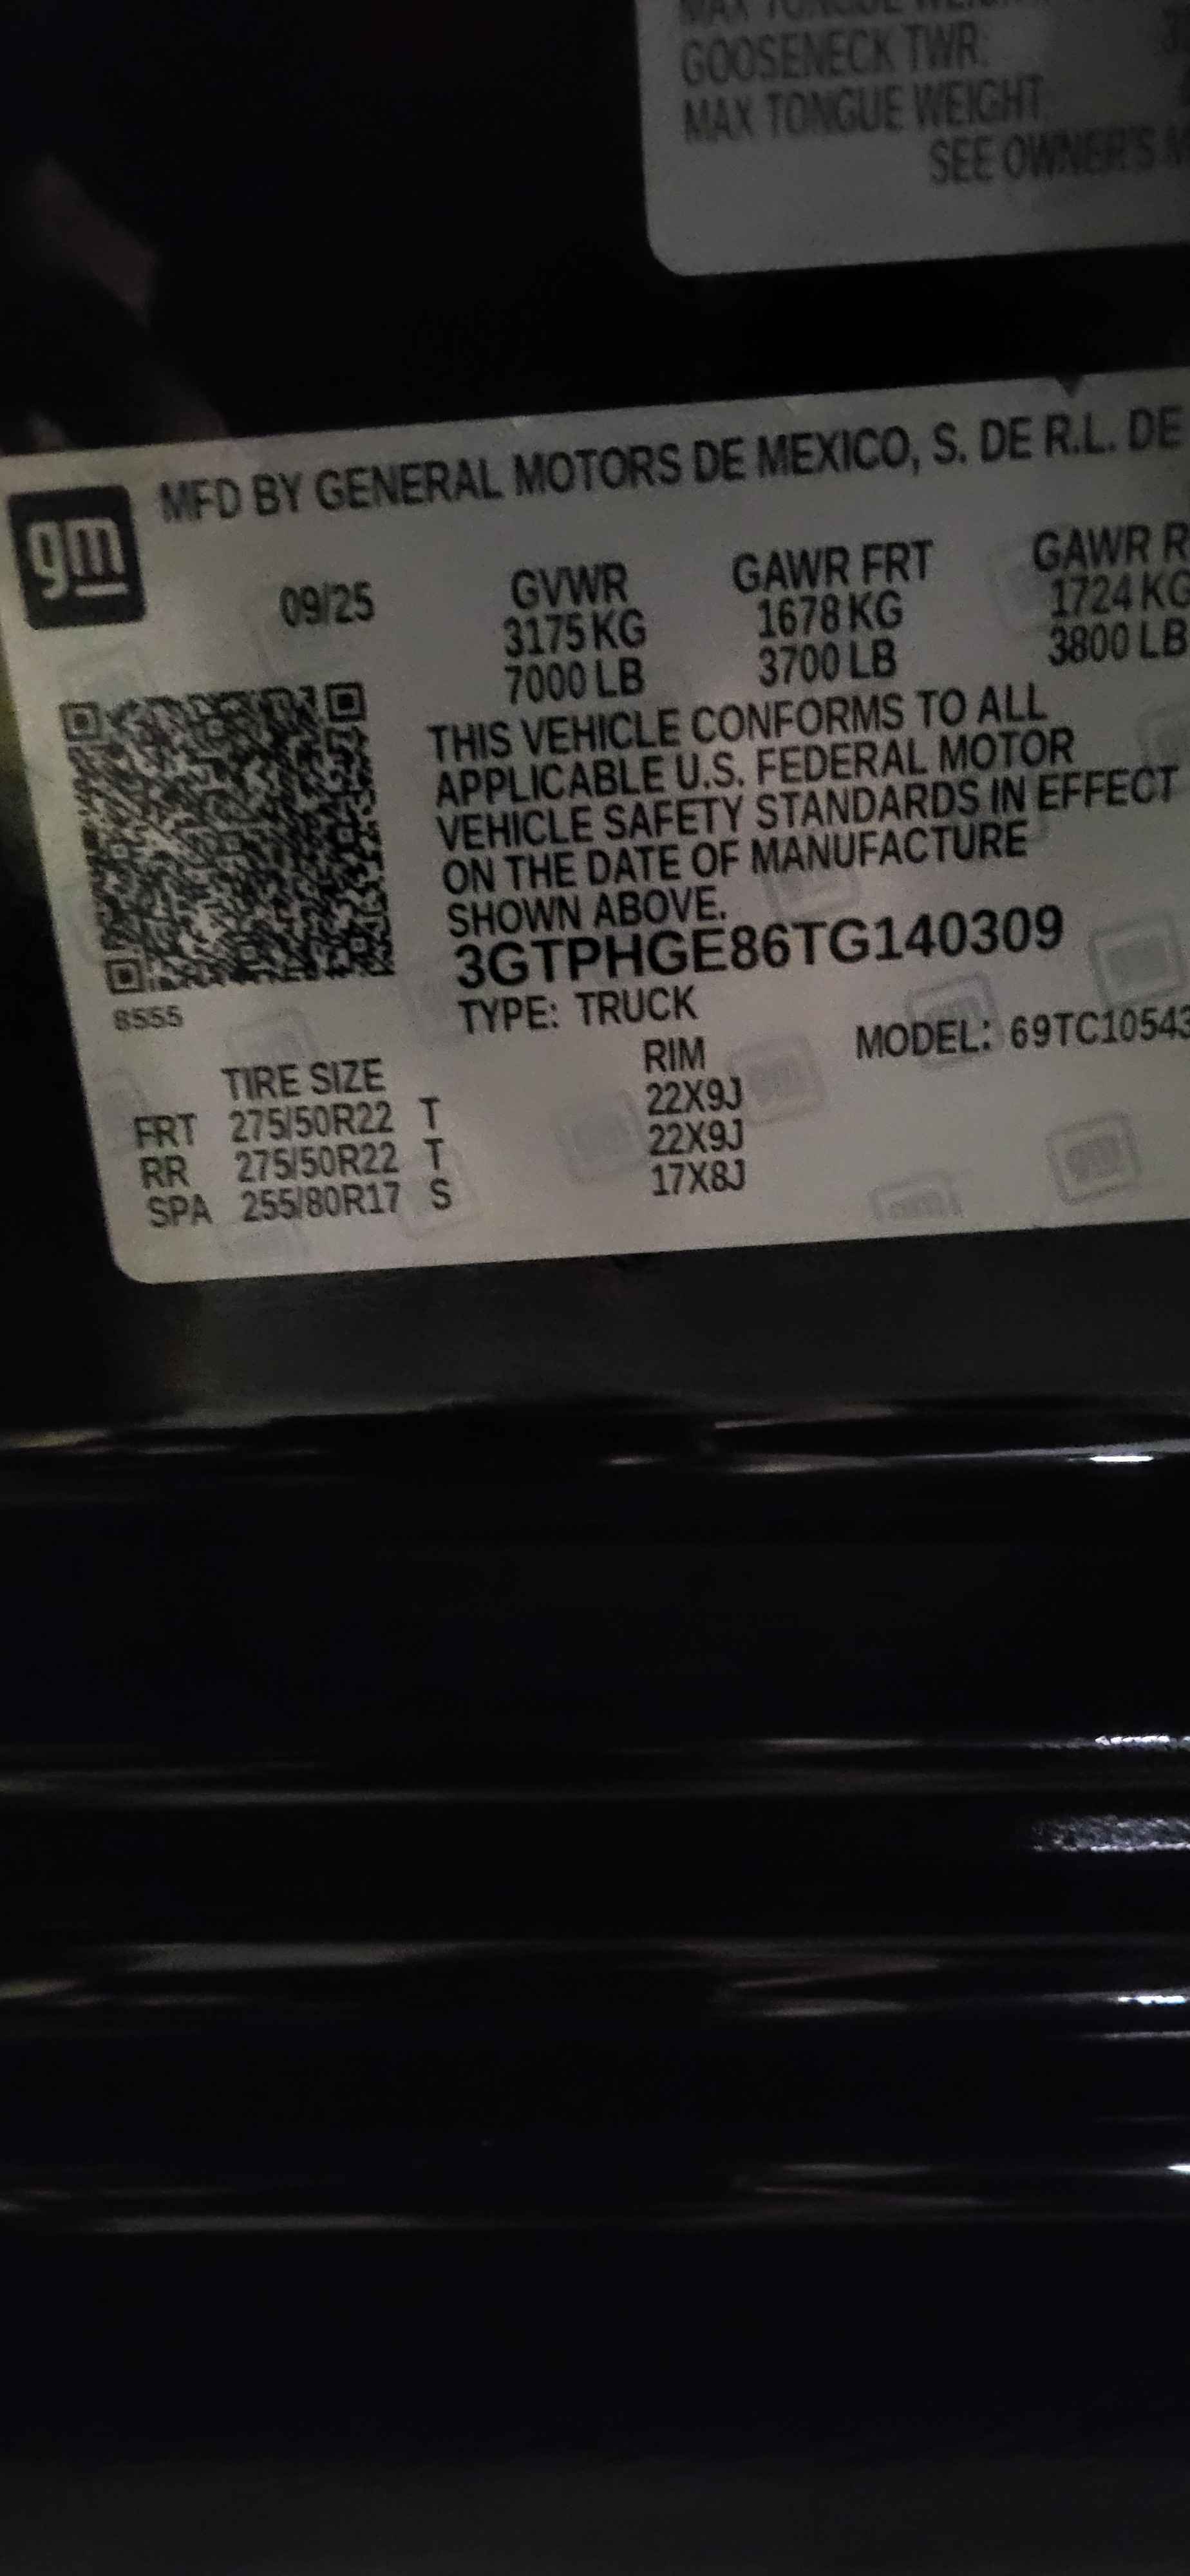 GOOSENECK TWR:
MAX TONGUE WEIGHT
SEE OWNER'S
gm
MFD BY GENERAL MOTORS DE MEXICO, S. DE R.L. DE
09/25
GVWR GAWR FRT GAWR R
3175 KG 1678 KG 1724 KG
7000 LB 3700 LB 3800 LB
THIS VEHICLE CONFORMS TO ALL
APPLICABLE U.S. FEDERAL MOTOR
VEHICLE SAFETY STANDARDS IN EFFECT
ON THE DATE OF MANUFACTURE
SHOWN ABOVE.
3GTPHGE86TG140309
8555
TYPE: TRUCK
MODEL: 69TC10543
TIRE SIZE RIM
FRT 275/50R22 T 22X9J
RR 275/50R22 T 22X9J
SPA 255/80R17 S 17X8J